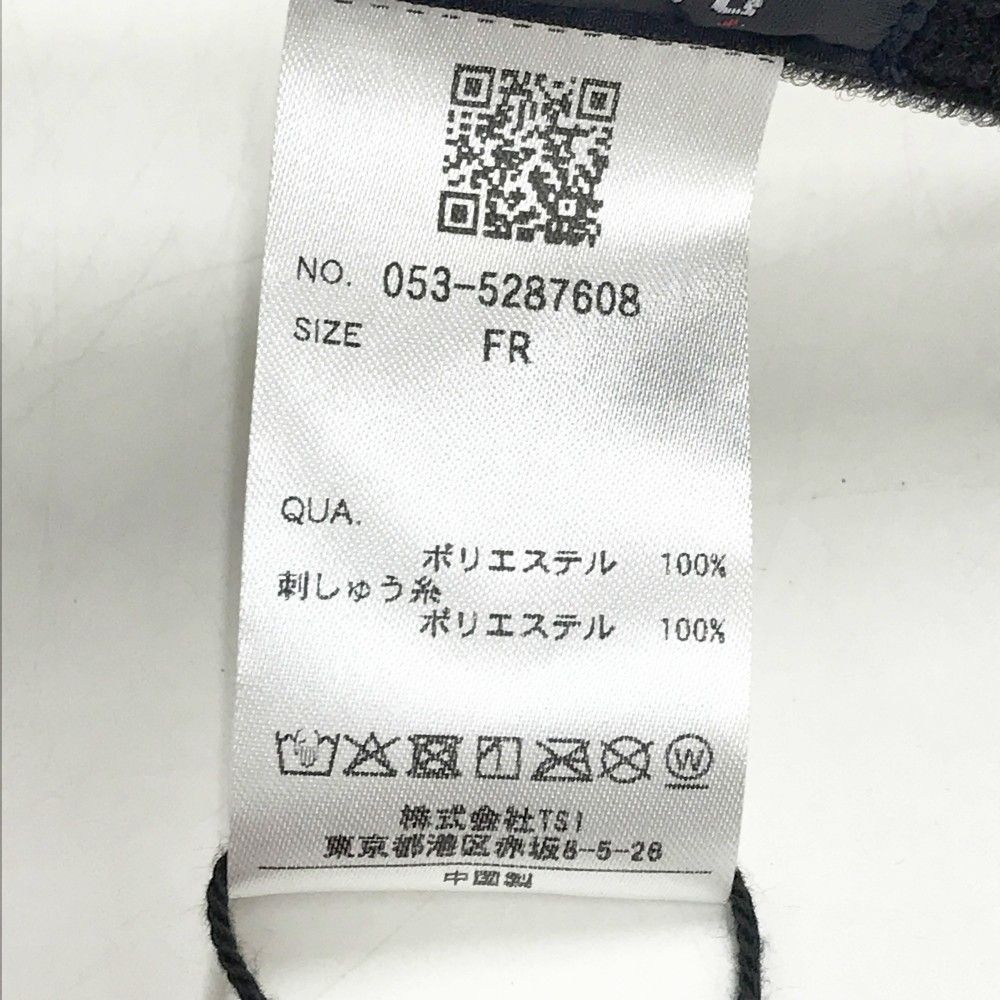 NO. 053-5287608
SIZE FR
QUA.
ポリエステル 100%
刺しゅう糸
ポリエステル 100%
W
株式会社TSI
東京都港区赤坂8-5-28
中国製